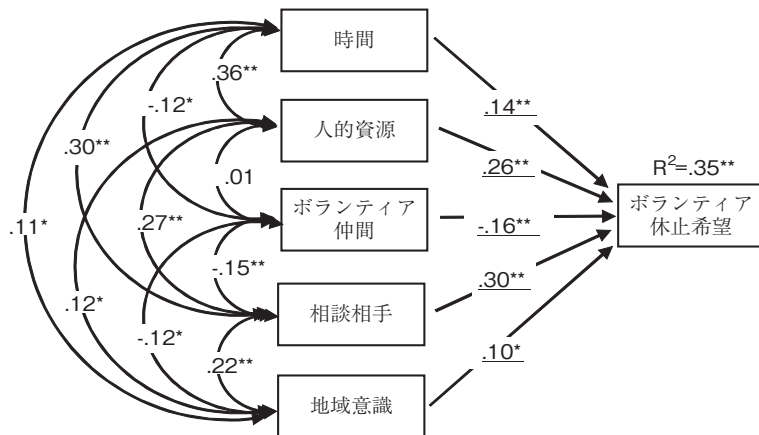 時間
.36**
-.12*
.14**
.30**
人的資源
.26**
R²=.35**
.01
ボランティア
仲間
ボランティア
休止希望
.11*
.27**
-.16**
-.15**
.30**
.12*
相談相手
-.12*
.22**
.10*
地域意識